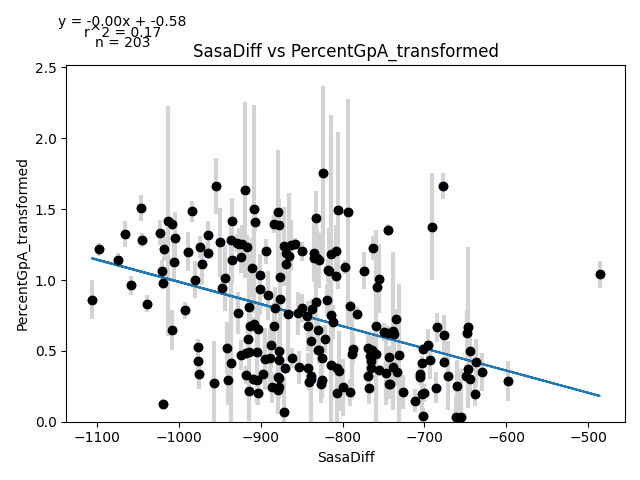 y = -0.00x + -0.58
r^2 = 0.17
n = 203
SasaDiff vs PercentGpA_transformed
PercentGpA_transformed
2.5
2.0
1.5
1.0
0.5
0.0
−1100 −1000 −900 −800 −700 −600 −500
SasaDiff